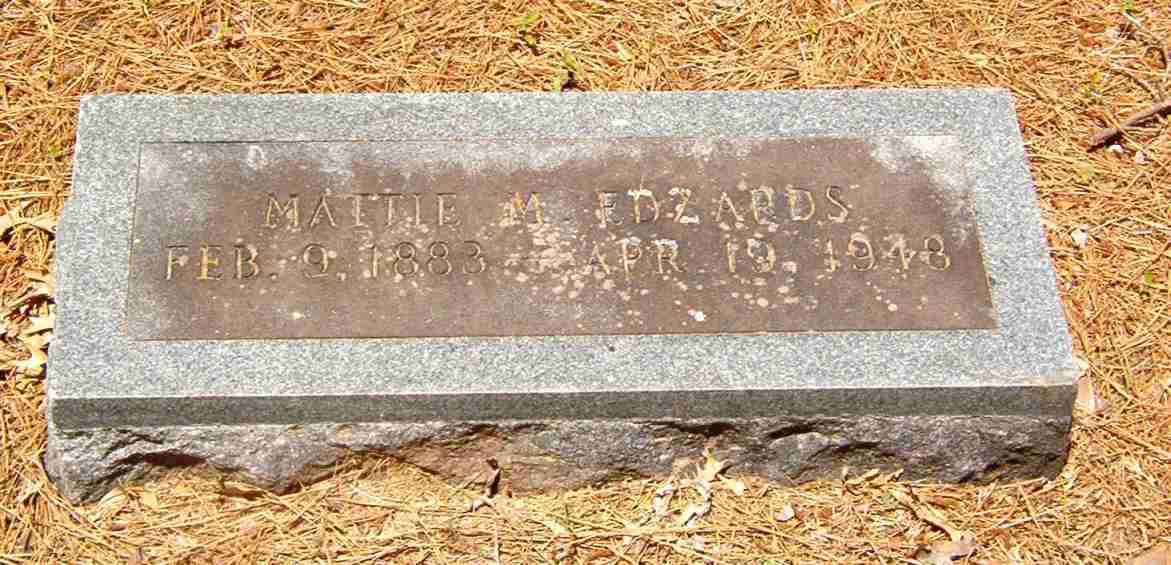 MATTIE M. EDZARDS
FEB. 9, 1883 – APR. 19, 1948